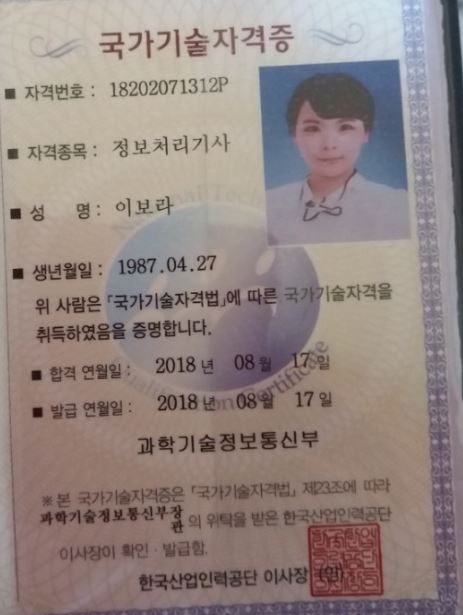 국가기술자격증
■ 자격번호 : 18202071312P
■ 자격종목 : 정보처리기사
■ 성 명 : 이보라
■ 생년월일 : 1987.04.27
위 사람은 「국가기술자격법」에 따른 국가기술자격을
취득하였음을 증명합니다.
■ 합격 연월일 : 2018 년 08 월 17 일
■ 발급 연월일 : 2018 년 08 월 17 일
과학기술정보통신부
※ 본 국가기술자격증은 「국가기술자격법」 제23조에 따라
과학기술정보통신부장관 의 위탁을 받은 한국산업인력공단
이사장이 확인 · 발급함.
한국산업인력공단 이사장 (인)